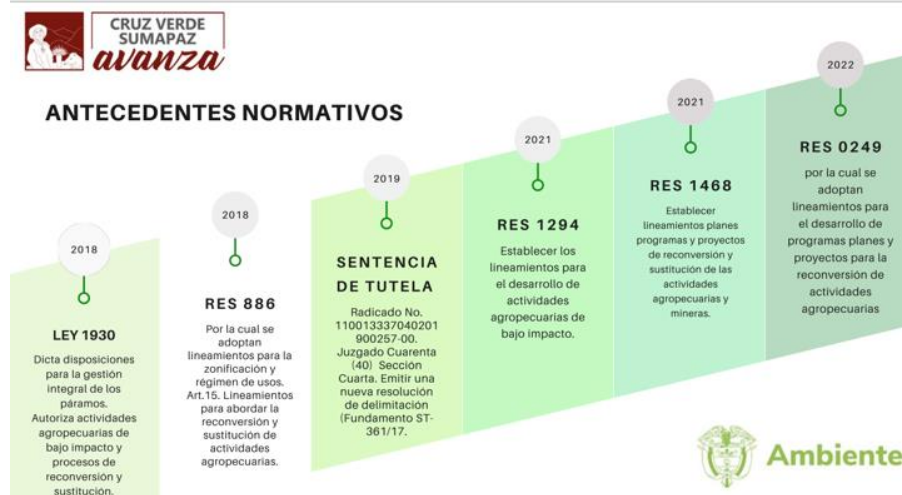 CRUZ VERDE
SUMAPAZ
avanza
ANTECEDENTES NORMATIVOS
2018
LEY 1930
Dicta disposiciones
para la gestión
integral de los
páramos.
Autoriza actividades
agropecuarias de
bajo impacto y
procesos de
reconversión y
sustitución.
2018
RES 886
Por la cual se
adoptan
lineamientos para la
zonificación y
régimen de usos.
Art.15. Lineamientos
para abordar la
reconversión y
sustitución de
actividades
agropecuarias.
2019
SENTENCIA
DE TUTELA
Radicado No.
110013337040201
900257-00.
Juzgado Cuarenta
(40) Sección
Cuarta. Emitir una
nueva resolución
de delimitación
(Fundamento ST-
361/17.
2021
RES 1294
Establecer los
lineamientos para
el desarrollo de
actividades
agropecuarias de
bajo impacto.
2021
RES 1468
Establecer
lineamientos planes
programas y proyectos
de reconversión y
sustitución de las
actividades
agropecuarias y
mineras.
2022
RES 0249
por la cual se
adoptan
lineamientos para
el desarrollo de
programas planes y
proyectos para la
reconversión de
actividades
agropecuarias
Ambiente